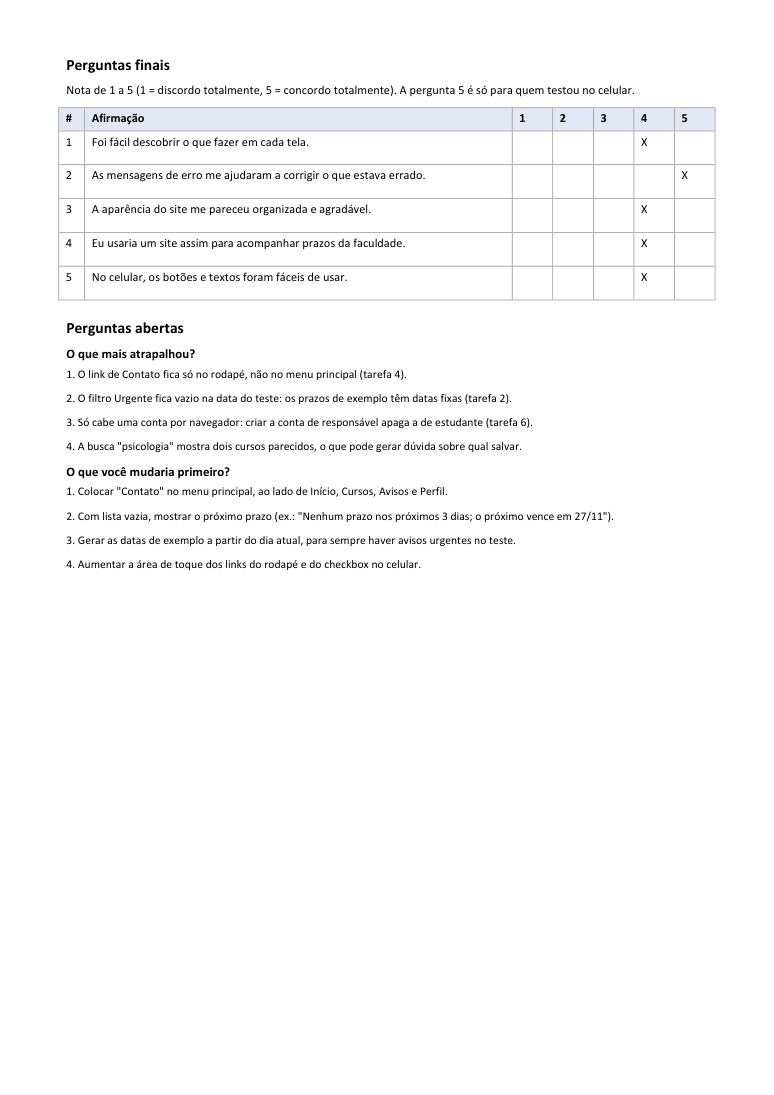 Perguntas finais
Nota de 1 a 5 (1 = discordo totalmente, 5 = concordo totalmente). A pergunta 5 é só para quem testou no celular.
# Afirmação 1 2 3 4 5
1 Foi fácil descobrir o que fazer em cada tela. X
2 As mensagens de erro me ajudaram a corrigir o que estava errado. X
3 A aparência do site me pareceu organizada e agradável. X
4 Eu usaria um site assim para acompanhar prazos da faculdade. X
5 No celular, os botões e textos foram fáceis de usar. X
Perguntas abertas
O que mais atrapalhou?
1. O link de Contato fica só no rodapé, não no menu principal (tarefa 4).
2. O filtro Urgente fica vazio na data do teste: os prazos de exemplo têm datas fixas (tarefa 2).
3. Só cabe uma conta por navegador: criar a conta de responsável apaga a de estudante (tarefa 6).
4. A busca "psicologia" mostra dois cursos parecidos, o que pode gerar dúvida sobre qual salvar.
O que você mudaria primeiro?
1. Colocar "Contato" no menu principal, ao lado de Início, Cursos, Avisos e Perfil.
2. Com lista vazia, mostrar o próximo prazo (ex.: "Nenhum prazo nos próximos 3 dias; o próximo vence em 27/11").
3. Gerar as datas de exemplo a partir do dia atual, para sempre haver avisos urgentes no teste.
4. Aumentar a área de toque dos links do rodapé e do checkbox no celular.